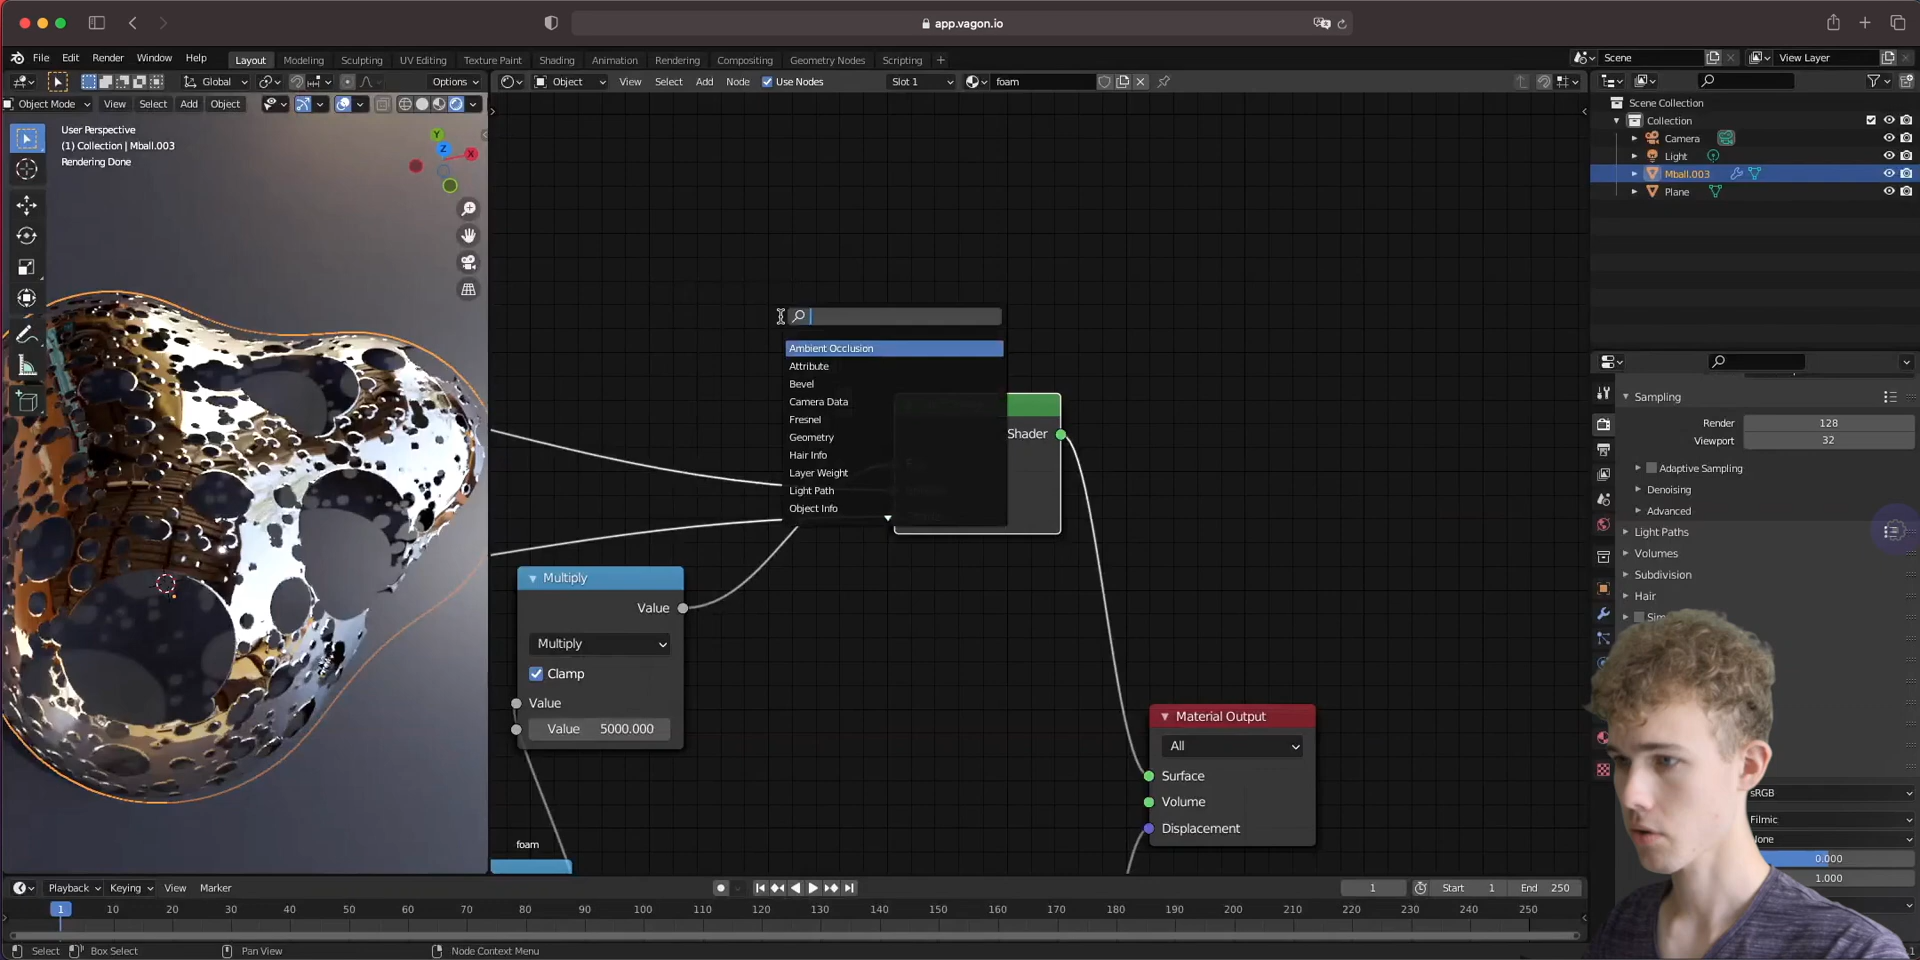 app.vagon.io
File Edit Render Window Help Layout Modeling Sculpting UV Editing Texture Paint Shading Animation Rendering Compositing Geometry Nodes Scripting + Scene View Layer
Global Options Object View Select Add Node Use Nodes Slot 1 foam
Object Mode View Select Add Object
User Perspective
(1) Collection | Mball.003
Rendering Done
Y
Z
X
Scene Collection
Collection
Camera
Light
Mball.003
Plane
Ambient Occlusion
Attribute
Bevel
Camera Data
Fresnel
Geometry
Hair Info
Layer Weight
Light Path
Object Info
Shader
Multiply
Value
Multiply
Clamp
Value
Value 5000.000
foam
Material Output
All
Surface
Volume
Displacement
Sampling
Render 128
Viewport 32
Adaptive Sampling
Denoising
Advanced
Light Paths
Volumes
Subdivision
Hair
sRGB
Filmic
None
0.000
1.000
Playback Keying View Marker 1 Start 1 End 250
1 10 20 30 40 50 60 70 80 90 100 110 120 130 140 150 160 170 180 190 200 210 220 230 240 250
Select Box Select Pan View Node Context Menu